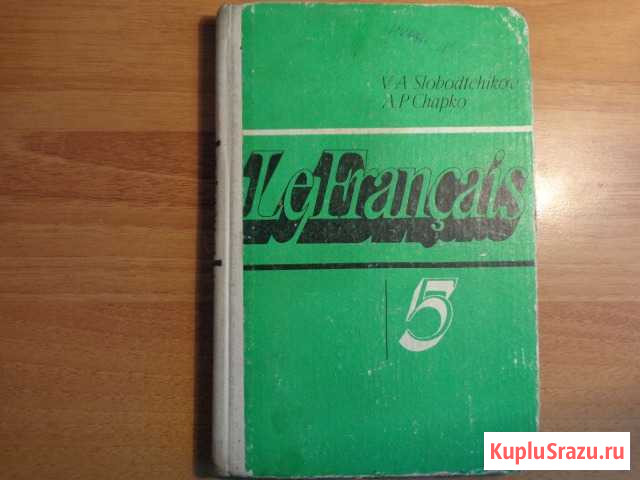 V. A Slobodtchikov
A. P. Chapko
Le Français
5
KupluSrazu.ru